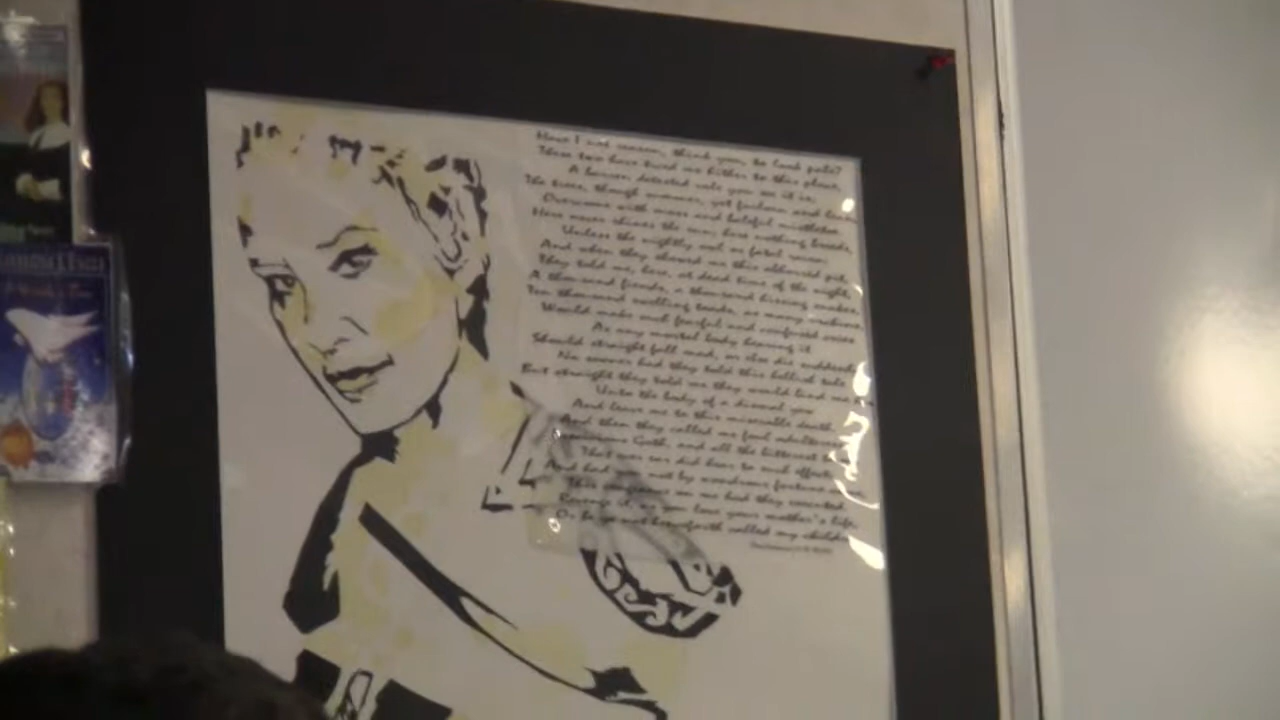 Have I not reason, think you, to look pale?
These two have ticed me hither to this place,
A barren detested vale you see it is;
The trees, though summer, yet forlorn and lean,
Overcome with moss and baleful mistletoe
Here never shines the sun; here nothing breeds,
Unless the nightly owl or fatal raven:
And when they showed me this abhorred pit,
They told me, here, at dead time of the night,
A thousand fiends, a thousand hissing snakes,
Ten thousand swelling toads, as many urchins,
Would make such fearful and confused cries
As any mortal body hearing it
Should straight fall mad, or else die suddenly
No sooner had they told this hellish tale
But straight they told me they would bind me
Unto the body of a dismal yew
And leave me to this miserable death
And then they called me foul adulteress
Goth, and all the bitterest
That ever ear did hear to such effect
And had you not by wondrous fortune
This vengeance on me had they executed
Revenge it, as you love your mother's life,
Or be ye not henceforth called my children